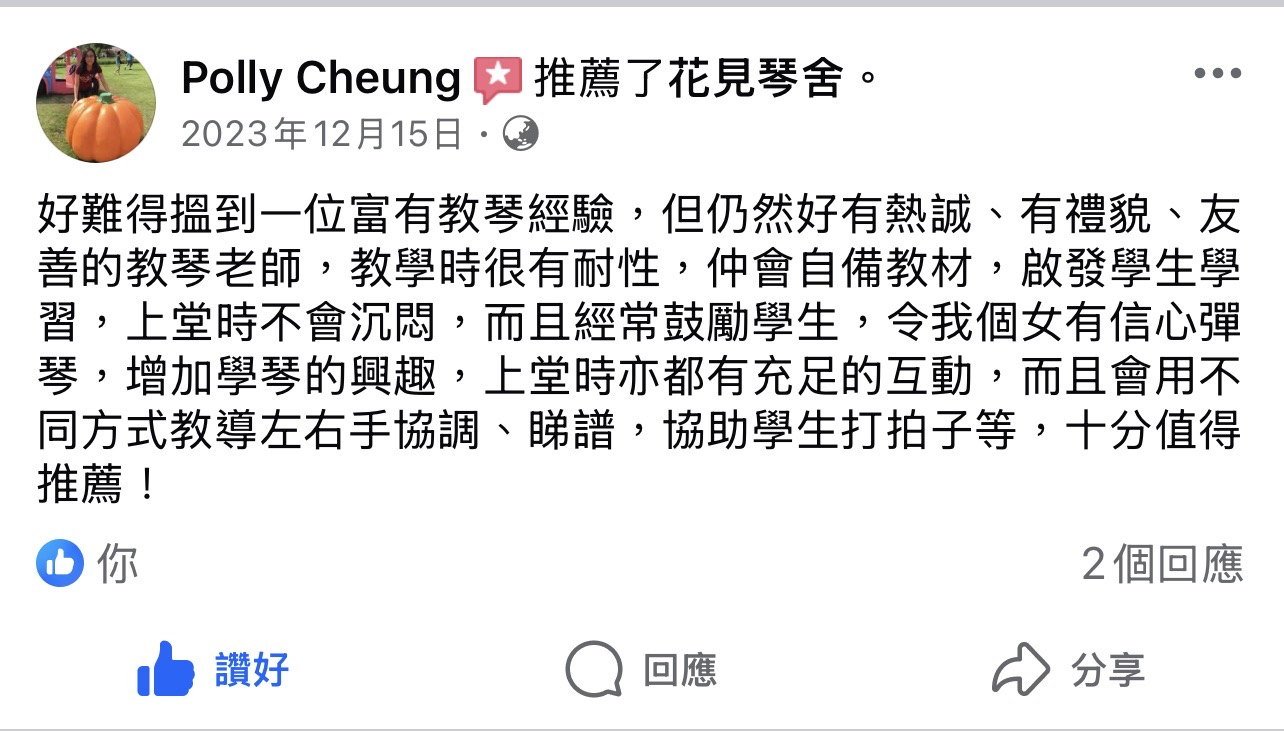 Polly Cheung 推薦了花見琴舍。
2023年12月15日 ·
好難得搵到一位富有教琴經驗，但仍然好有熱誠、有禮貌、友
善的教琴老師，教學時很有耐性，仲會自備教材，啟發學生學
習，上堂時不會沉悶，而且經常鼓勵學生，令我個女有信心彈
琴，增加學琴的興趣，上堂時亦都有充足的互動，而且會用不
同方式教導左右手協調、睇譜，協助學生打拍子等，十分值得
推薦！
你
2個回應
讚好
回應
分享